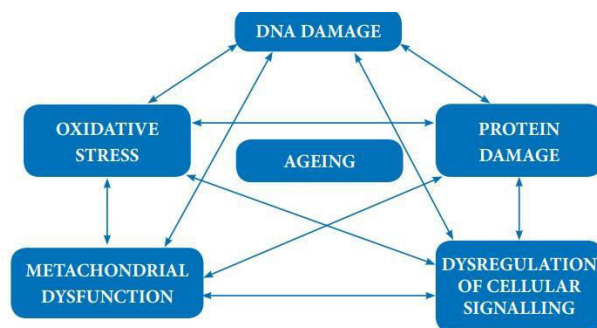 DNA DAMAGE
OXIDATIVE
STRESS
PROTEIN
DAMAGE
AGEING
METACHONDRIAL
DYSFUNCTION
DYSREGULATION
OF CELLULAR
SIGNALLING